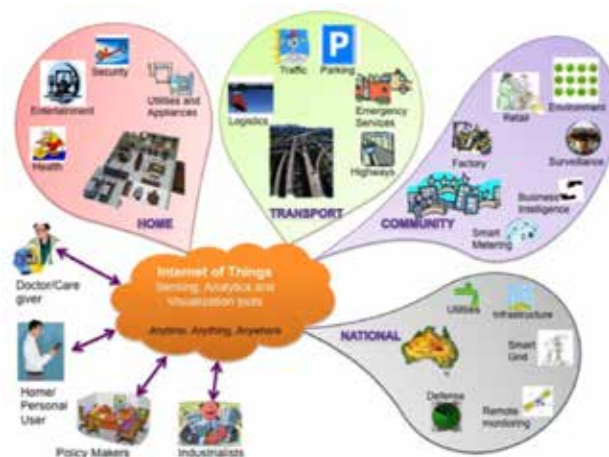 Security
Entertainment
Utilities and
Appliances
Health
HOME
Traffic
P
Parking
Logistics
Emergency
Services
Highways
TRANSPORT
Retail
Environment
Factory
Surveillance
COMMUNITY
Business
Intelligence
Smart
Metering
Internet of Things
Sensing, Analytics and
Visualization tools
Anytime, Anything, Anywhere
NATIONAL
Utilities
Infrastructure
Smart
Grid
Defense
Remote
monitoring
Doctor/Care
giver
Home/
Personal
User
Policy Makers
Industrialists